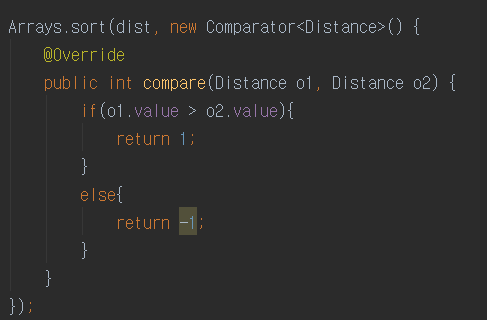 Arrays.sort(dist, new Comparator<Distance>() {
@Override
public int compare(Distance o1, Distance o2) {
if(o1.value > o2.value){
return 1;
}
else{
return -1;
}
}
});